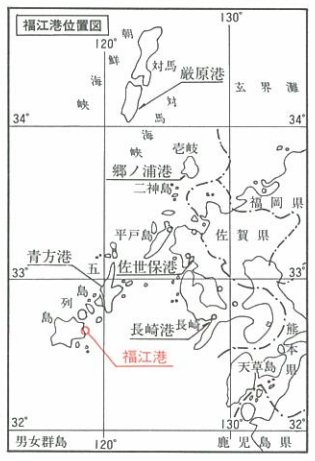 130°
福江港位置図
120°
朝鮮海峡
対馬
厳原港
対馬海峡
玄界灘
34°
34°
壱岐
郷ノ浦港
二神島
福岡県
平戸島
佐賀県
青方港
佐世保港
33°
33°
五島列島
長崎港
長崎
熊本県
福江港
天草島
32°
32°
男女群島
120°
130°
鹿児島県